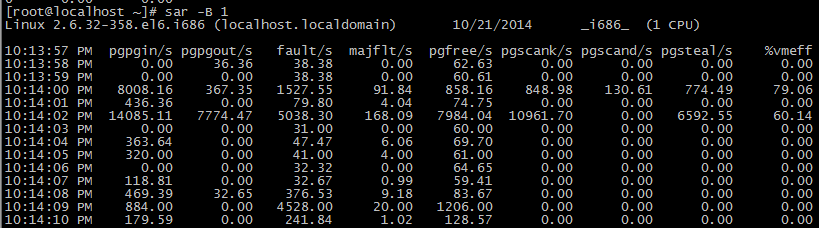 [root@localhost ~]# sar -B 1
Linux 2.6.32-358.el6.i686 (localhost.localdomain) 10/21/2014 _i686_ (1 CPU)
10:13:57 PM pgpgin/s pgpgout/s fault/s majflt/s pgfree/s pgscank/s pgscand/s pgsteal/s %vmeff
10:13:58 PM 0.00 36.36 38.38 0.00 62.63 0.00 0.00 0.00 0.00
10:13:59 PM 0.00 0.00 38.38 0.00 60.61 0.00 0.00 0.00 0.00
10:14:00 PM 8008.16 367.35 1527.55 91.84 858.16 848.98 130.61 774.49 79.06
10:14:01 PM 436.36 0.00 79.80 4.04 74.75 0.00 0.00 0.00 0.00
10:14:02 PM 14085.11 7774.47 5038.30 168.09 7984.04 10961.70 0.00 6592.55 60.14
10:14:03 PM 0.00 0.00 31.00 0.00 60.00 0.00 0.00 0.00 0.00
10:14:04 PM 363.64 0.00 47.47 6.06 69.70 0.00 0.00 0.00 0.00
10:14:05 PM 320.00 0.00 41.00 4.00 61.00 0.00 0.00 0.00 0.00
10:14:06 PM 0.00 0.00 32.32 0.00 64.65 0.00 0.00 0.00 0.00
10:14:07 PM 118.81 0.00 32.67 0.99 59.41 0.00 0.00 0.00 0.00
10:14:08 PM 469.39 32.65 376.53 9.18 83.67 0.00 0.00 0.00 0.00
10:14:09 PM 884.00 0.00 4528.00 20.00 1206.00 0.00 0.00 0.00 0.00
10:14:10 PM 179.59 0.00 241.84 1.02 128.57 0.00 0.00 0.00 0.00